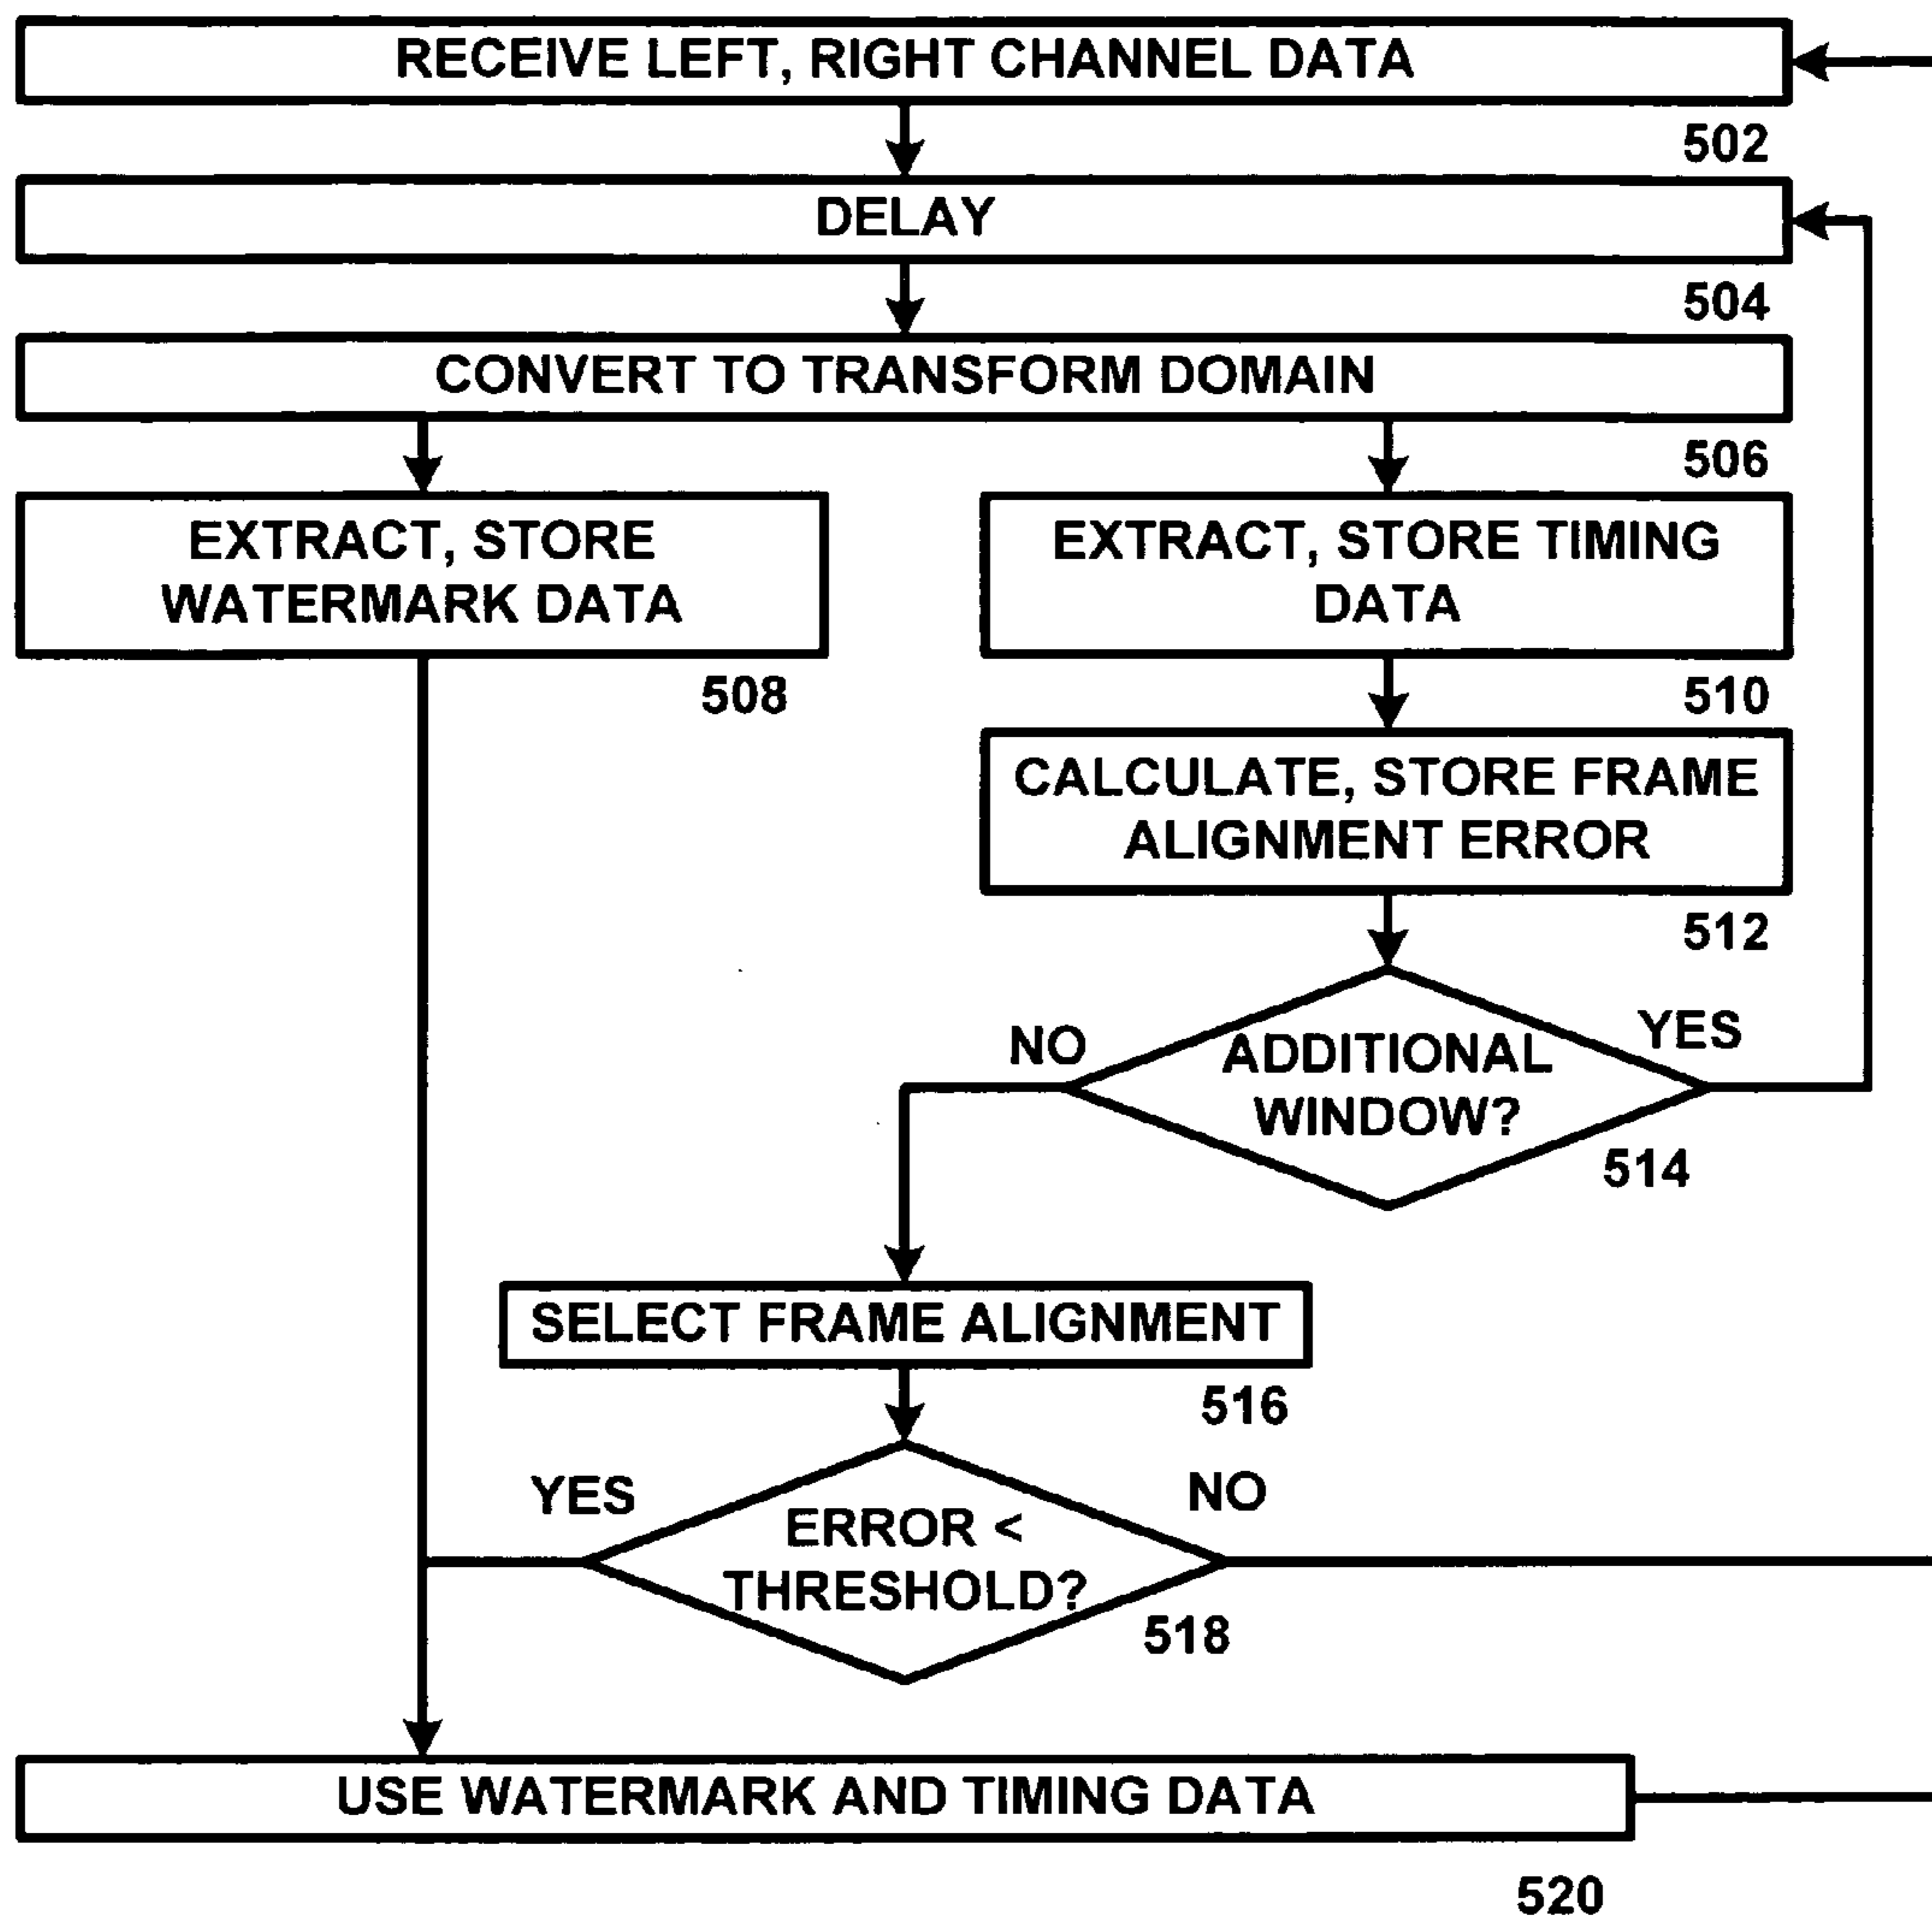 RECEIVE LEFT, RIGHT CHANNEL DATA
502
DELAY
504
CONVERT TO TRANSFORM DOMAIN
506
EXTRACT, STORE
WATERMARK DATA
508
EXTRACT, STORE TIMING
DATA
510
CALCULATE, STORE FRAME
ALIGNMENT ERROR
512
NO
YES
ADDITIONAL
WINDOW?
514
SELECT FRAME ALIGNMENT
516
YES
NO
ERROR <
THRESHOLD?
518
USE WATERMARK AND TIMING DATA
520